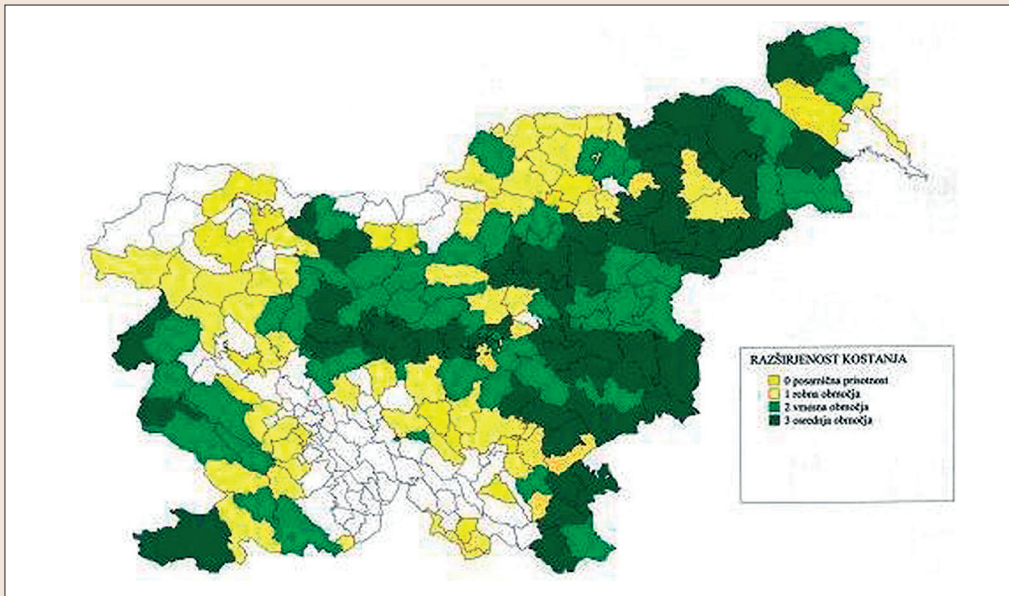 RAZŠIRJENOST KOSTANJA
0 posamična prisotnost
1 robna območja
2 vmesna območja
3 osrednja območja